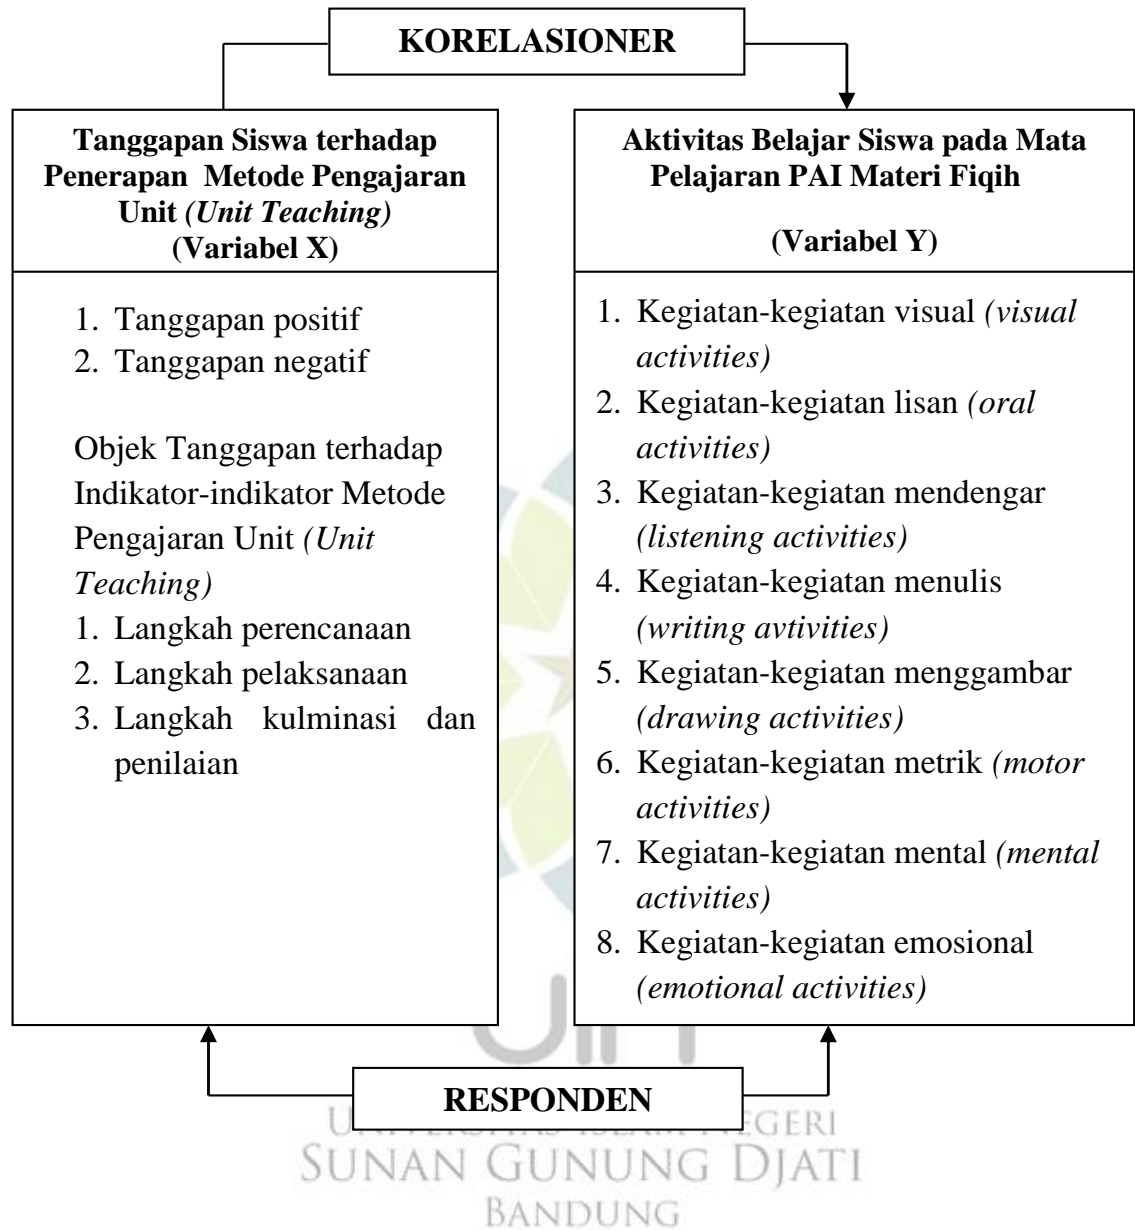 KORELASIONER
Tanggapan Siswa terhadap
Penerapan Metode Pengajaran
Unit (Unit Teaching)
(Variabel X)
1. Tanggapan positif
2. Tanggapan negatif
Objek Tanggapan terhadap
Indikator-indikator Metode
Pengajaran Unit (Unit
Teaching)
1. Langkah perencanaan
2. Langkah pelaksanaan
3. Langkah kulminasi dan
penilaian
Aktivitas Belajar Siswa pada Mata
Pelajaran PAI Materi Fiqih
(Variabel Y)
1. Kegiatan-kegiatan visual (visual
activities)
2. Kegiatan-kegiatan lisan (oral
activities)
3. Kegiatan-kegiatan mendengar
(listening activities)
4. Kegiatan-kegiatan menulis
(writing avtivities)
5. Kegiatan-kegiatan menggambar
(drawing activities)
6. Kegiatan-kegiatan metrik (motor
activities)
7. Kegiatan-kegiatan mental (mental
activities)
8. Kegiatan-kegiatan emosional
(emotional activities)
uin
RESPONDEN
UNIVERSITAS ISLAM NEGERI
SUNAN GUNUNG DJATI
BANDUNG